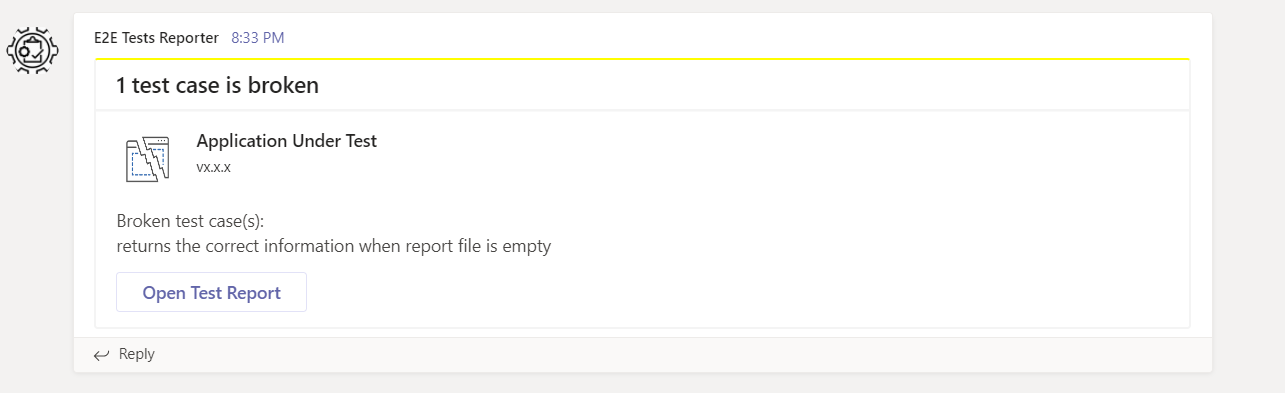 E2E Tests Reporter 8:33 PM
1 test case is broken
Application Under Test
vx.x.x
Broken test case(s):
returns the correct information when report file is empty
Open Test Report
Reply